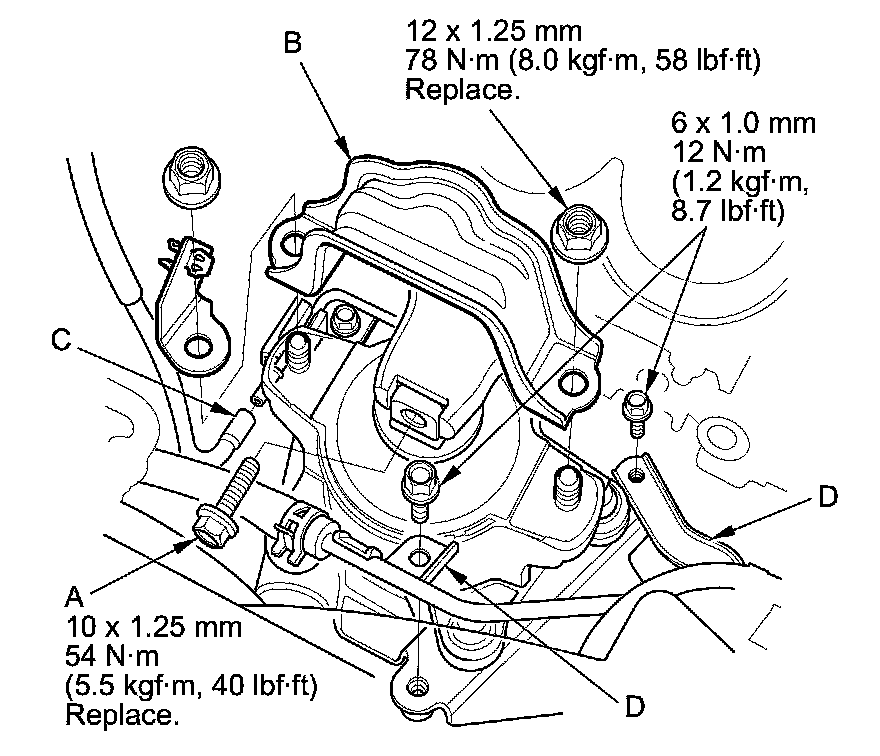 12 x 1.25 mm
78 N·m (8.0 kgf·m, 58 lbf·ft)
Replace.
B
6 x 1.0 mm
12 N·m
(1.2 kgf·m,
8.7 lbf·ft)
C
D
A
10 x 1.25 mm
54 N·m
(5.5 kgf·m, 40 lbf·ft)
Replace.
D